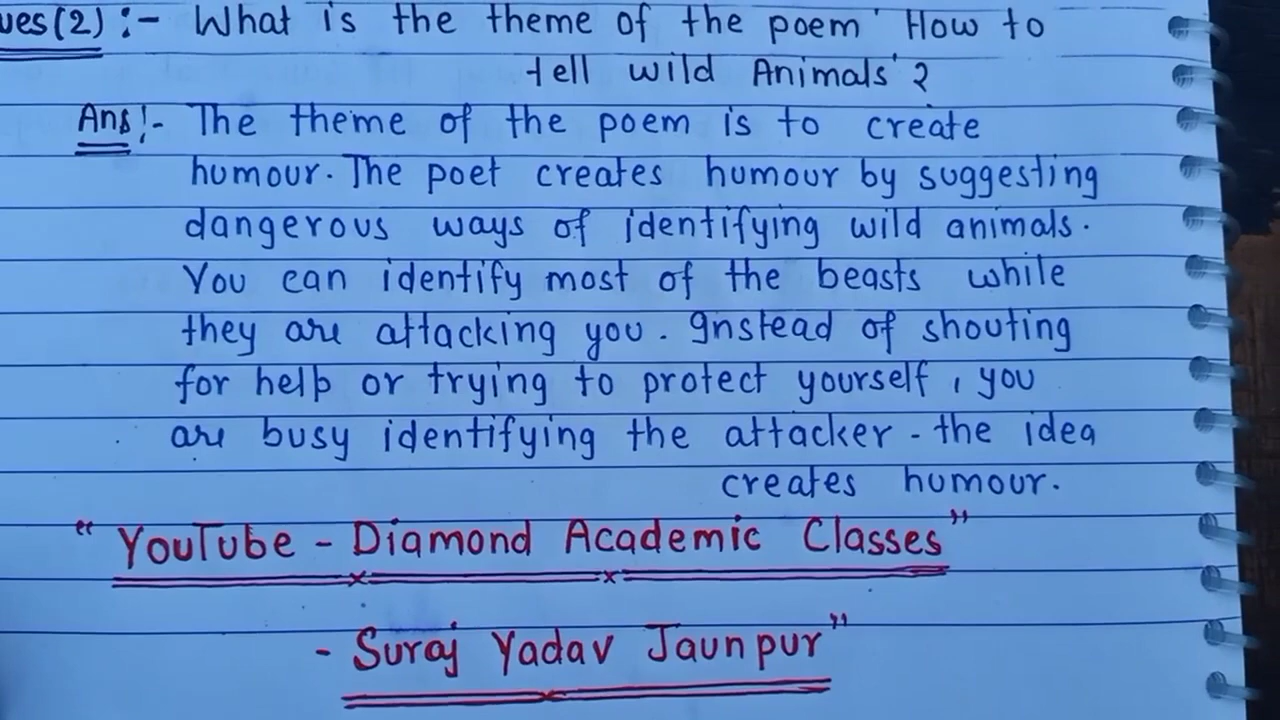 ues(2) :- What is the theme of the poem 'How to
tell wild Animals'?
Ans!- The theme of the poem is to create
humour. The poet creates humour by suggesting
dangerous ways of identifying wild animals.
You can identify most of the beasts while
they are attacking you. Instead of shouting
for help or trying to protect yourself, you
are busy identifying the attacker - the idea
creates humour.
"YouTube - Diamond Academic Classes"
- Suraj Yadav Jaunpur"